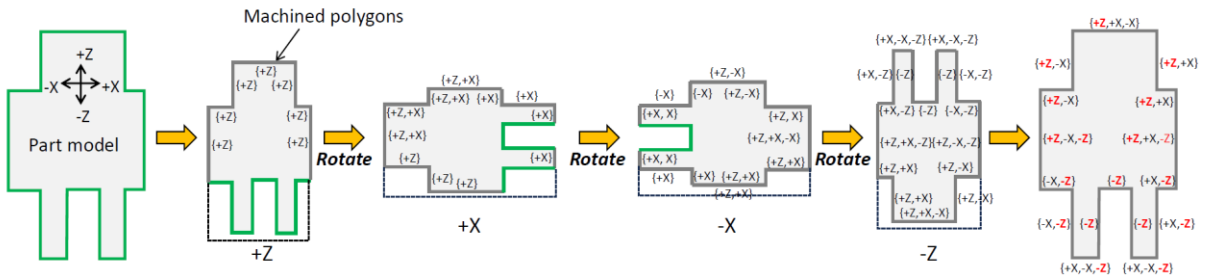 +Z
-X
+X
-Z
Part model
Machined polygons
{+Z}
{+Z}
{+Z}
{+Z}
{+Z}
{+Z}
{+Z}
+Z
Rotate
{+Z,+X}
{+X}
{+Z,+X}
{+X}
{+X}
{+Z,+X}
{+Z}
{+X}
{+Z}
{+Z}
+X
Rotate
{+Z,-X}
{-X}
{-X}
{+Z,-X}
{+X, X}
{+Z,X}
{+Z,+X,-X}
{+X, X}
{+Z,+X}
{+X}
{+X}
{+Z,+X}
{+Z,+X}
-X
Rotate
{+X,-X,-Z}
{+X,-X,-Z}
{+X,-Z}
{-Z}
{-Z}
{-X,-Z}
{+X,-Z}
{-Z}
{-X,-Z}
{+Z,+X,-Z}
{+Z,-X,-Z}
{+Z,+X}
{+Z,-X}
{+Z,+X}
{+Z,-X}
{+Z,+X,-X}
-Z
{+Z,+X,-X}
{+Z,-X}
{+Z,+X}
{+Z,-X}
{+Z,+X}
{+Z,-X,-Z}
{+Z,+X,-Z}
{-X,-Z}
{-Z}
{+X,-Z}
{-X,-Z}
{-Z}
{-Z}
{+X,-Z}
{+X,-X,-Z}
{+X,-X,-Z}